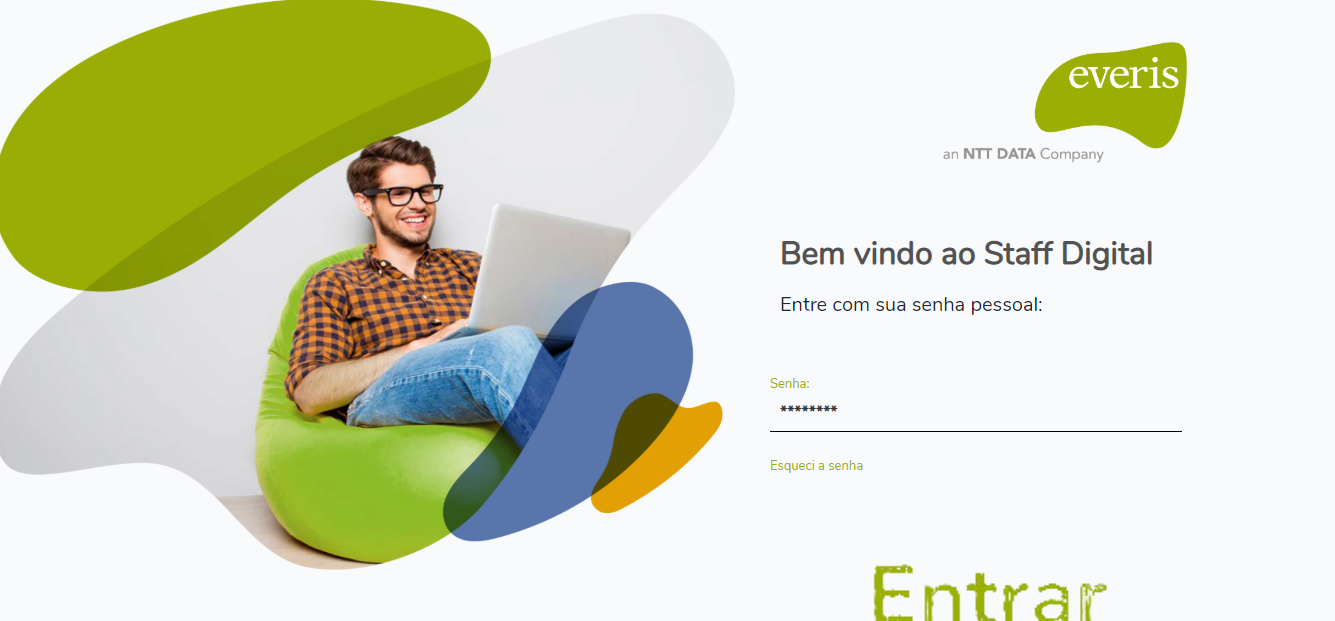 everis
an NTT DATA Company
Bem vindo ao Staff Digital
Entre com sua senha pessoal:
Senha:
********
Esqueci a senha
Entrar